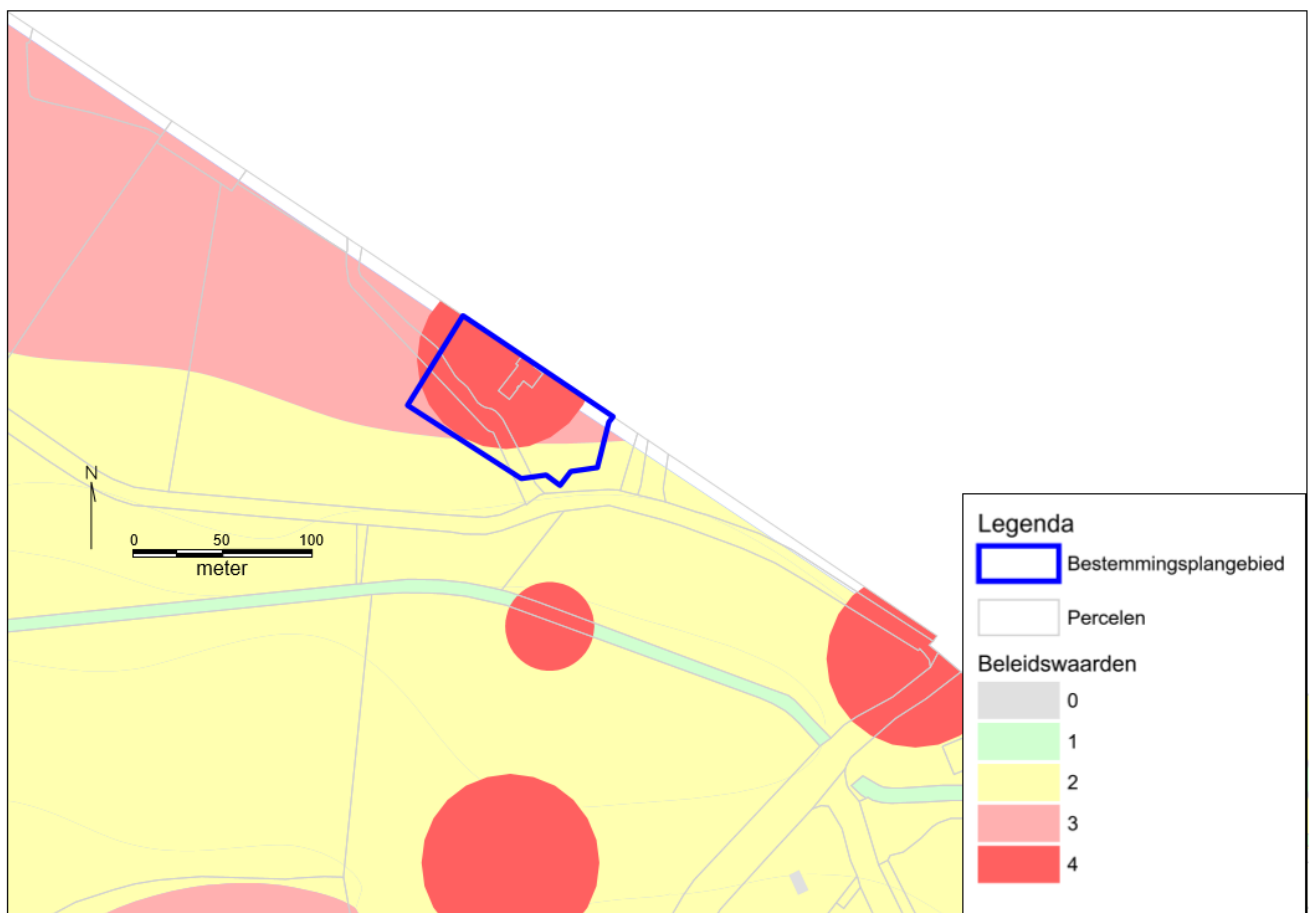 N
0 50 100
meter
Legenda
Bestemmingsplangebied
Percelen
Beleidswaarden
0
1
2
3
4